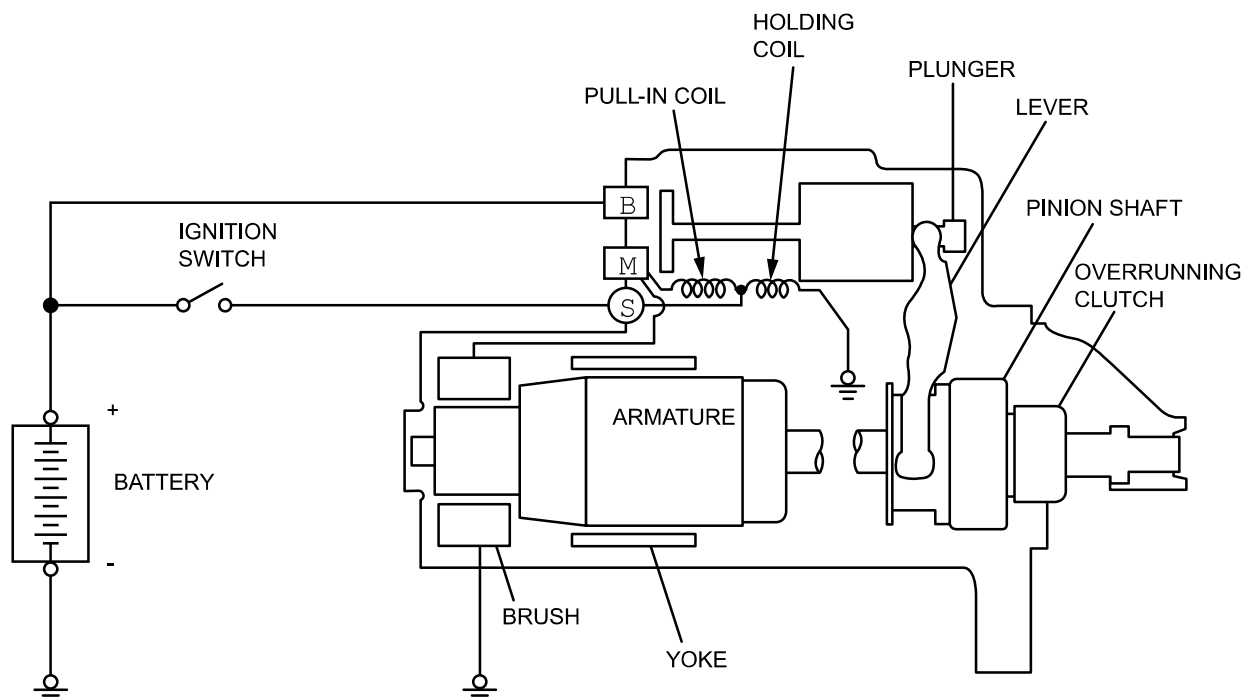 HOLDING
COIL
PLUNGER
PULL-IN COIL
LEVER
B
PINION SHAFT
IGNITION
SWITCH
M
OVERRUNNING
CLUTCH
S
+
ARMATURE
BATTERY
-
BRUSH
YOKE